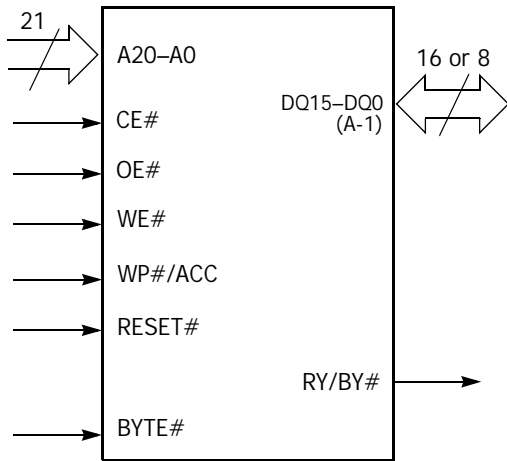 21
A20–A0
16 or 8
DQ15–DQ0
(A-1)
CE#
OE#
WE#
WP#/ACC
RESET#
RY/BY#
BYTE#